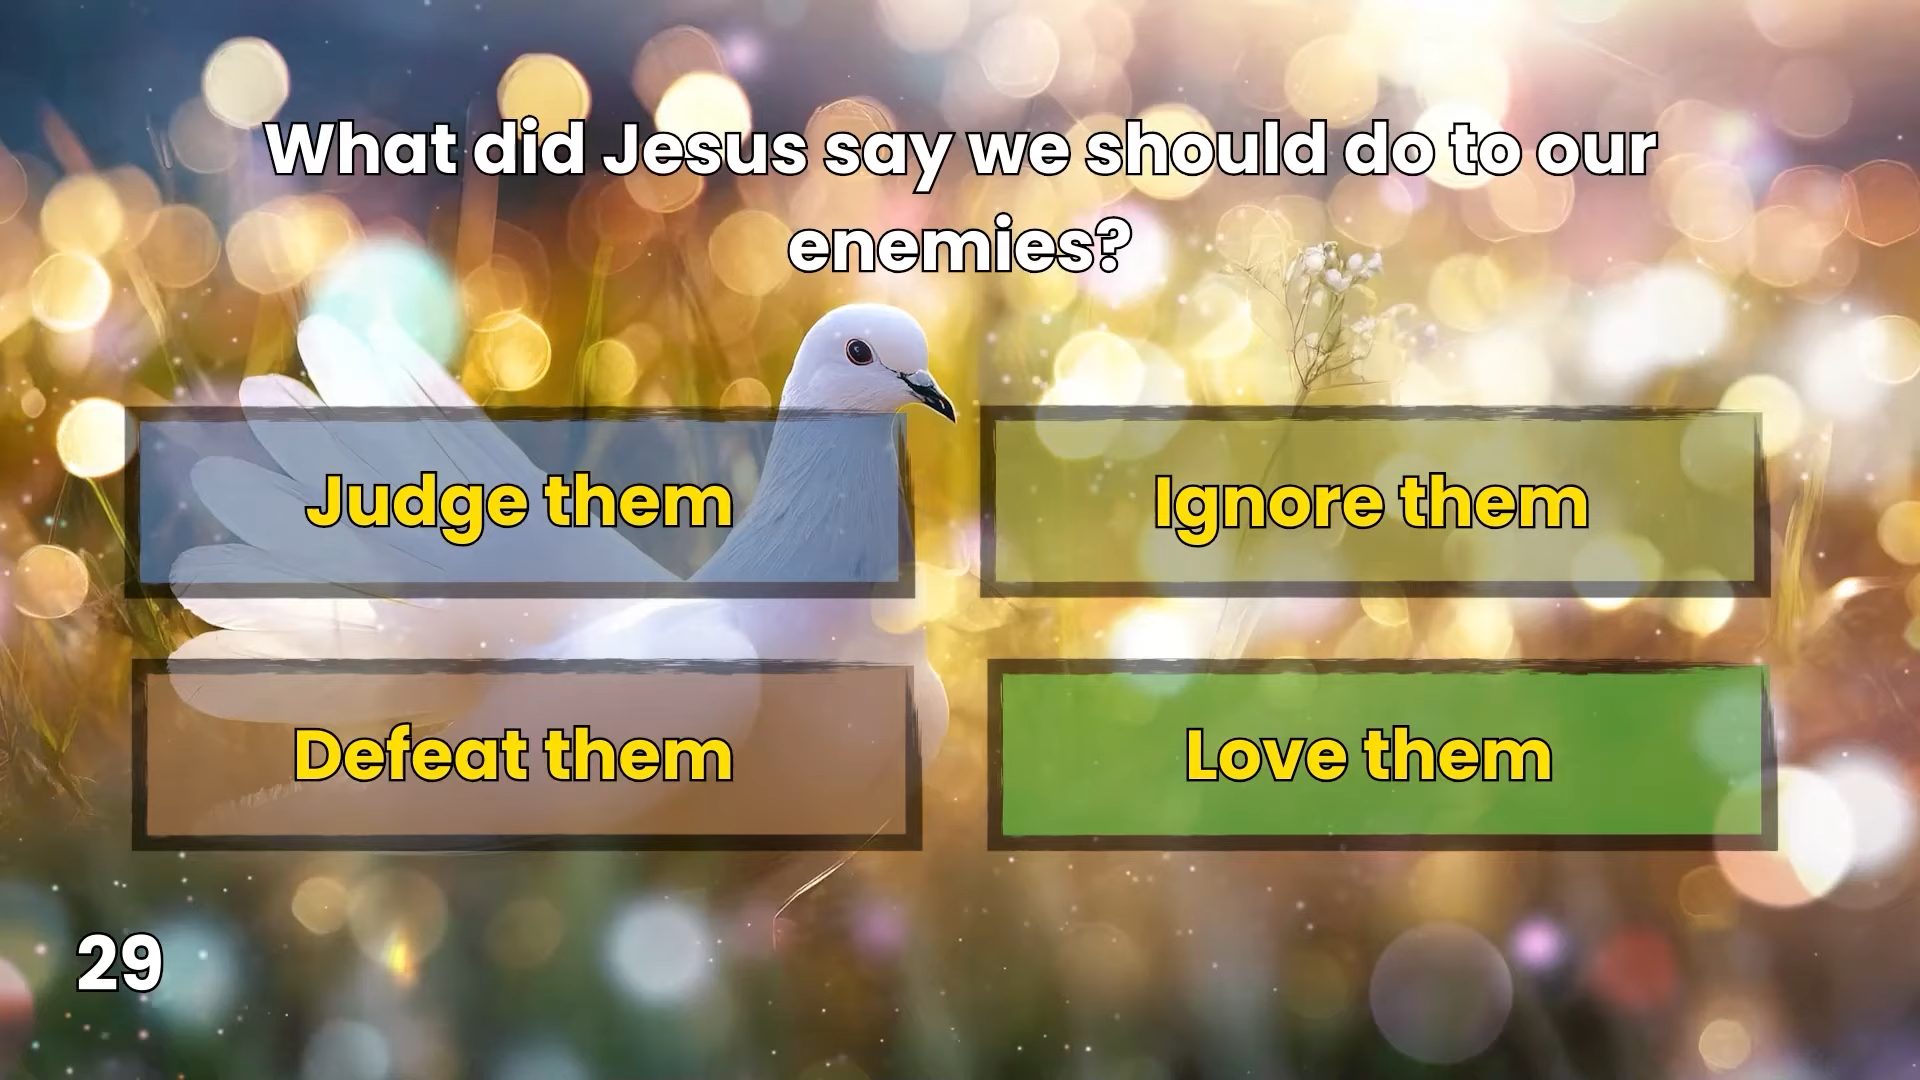 What did Jesus say we should do to our
enemies?
Judge them
Ignore them
Defeat them
Love them
29